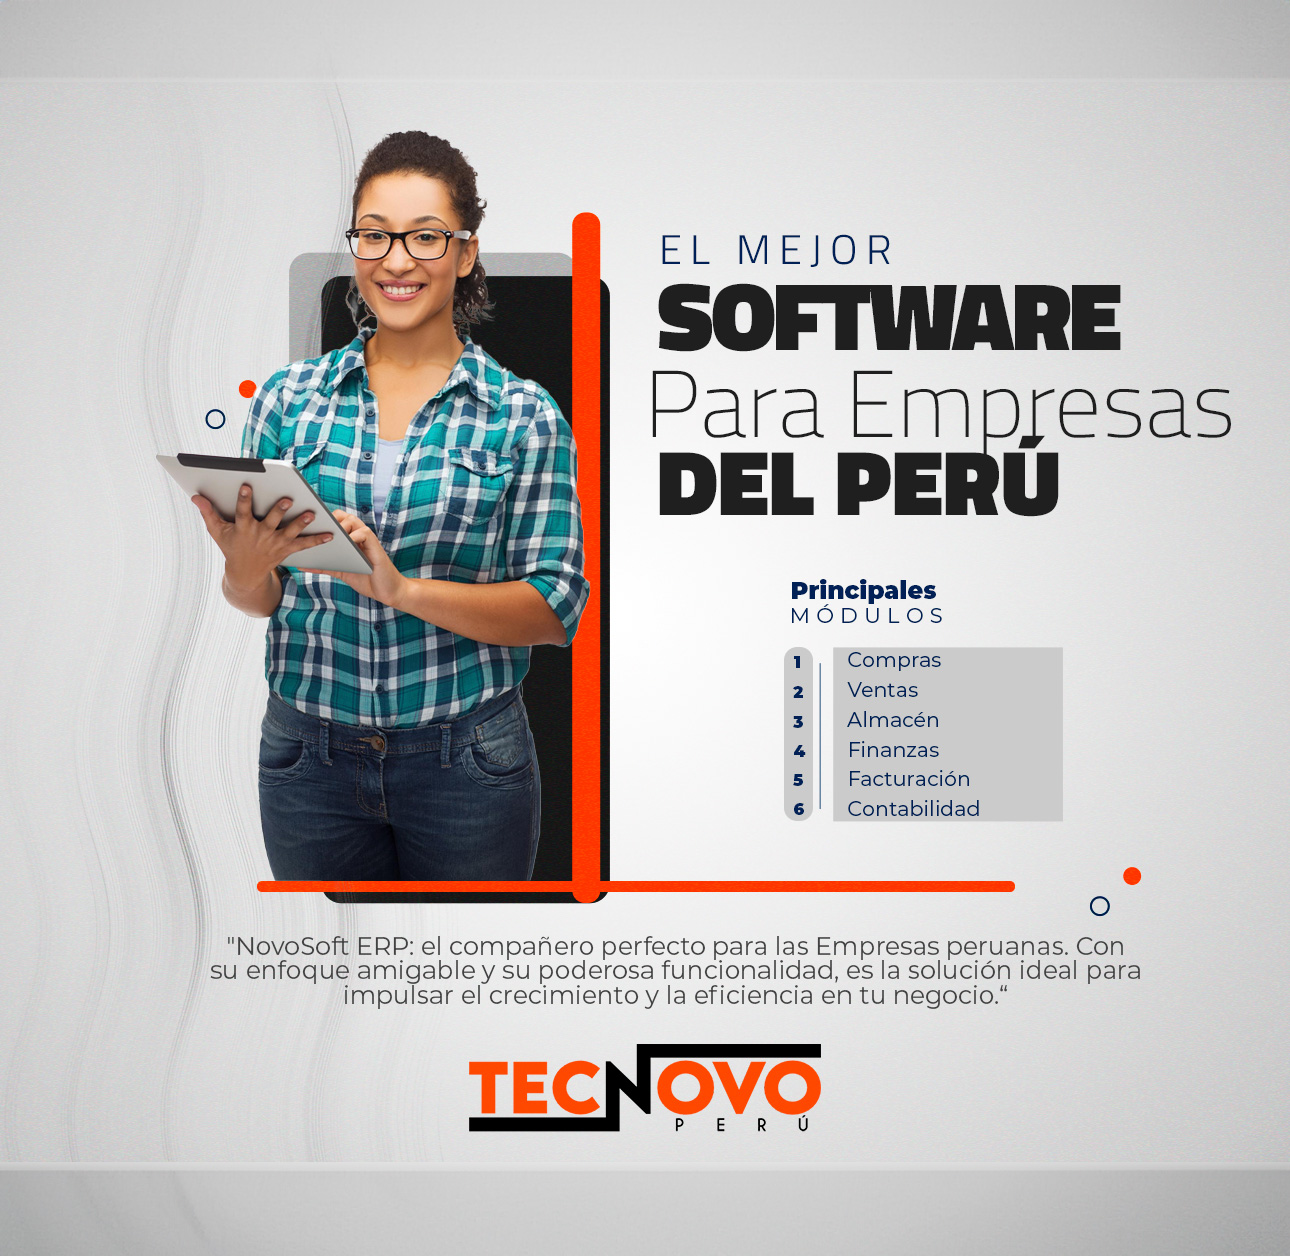 EL MEJOR
SOFTWARE
Para Empresas
DEL PERÚ
Principales
MÓDULOS
1 Compras
2 Ventas
3 Almacén
4 Finanzas
5 Facturación
6 Contabilidad
"NovoSoft ERP: el compañero perfecto para las Empresas peruanas. Con
su enfoque amigable y su poderosa funcionalidad, es la solución ideal para
impulsar el crecimiento y la eficiencia en tu negocio.“
TECNOVO
PERÚ